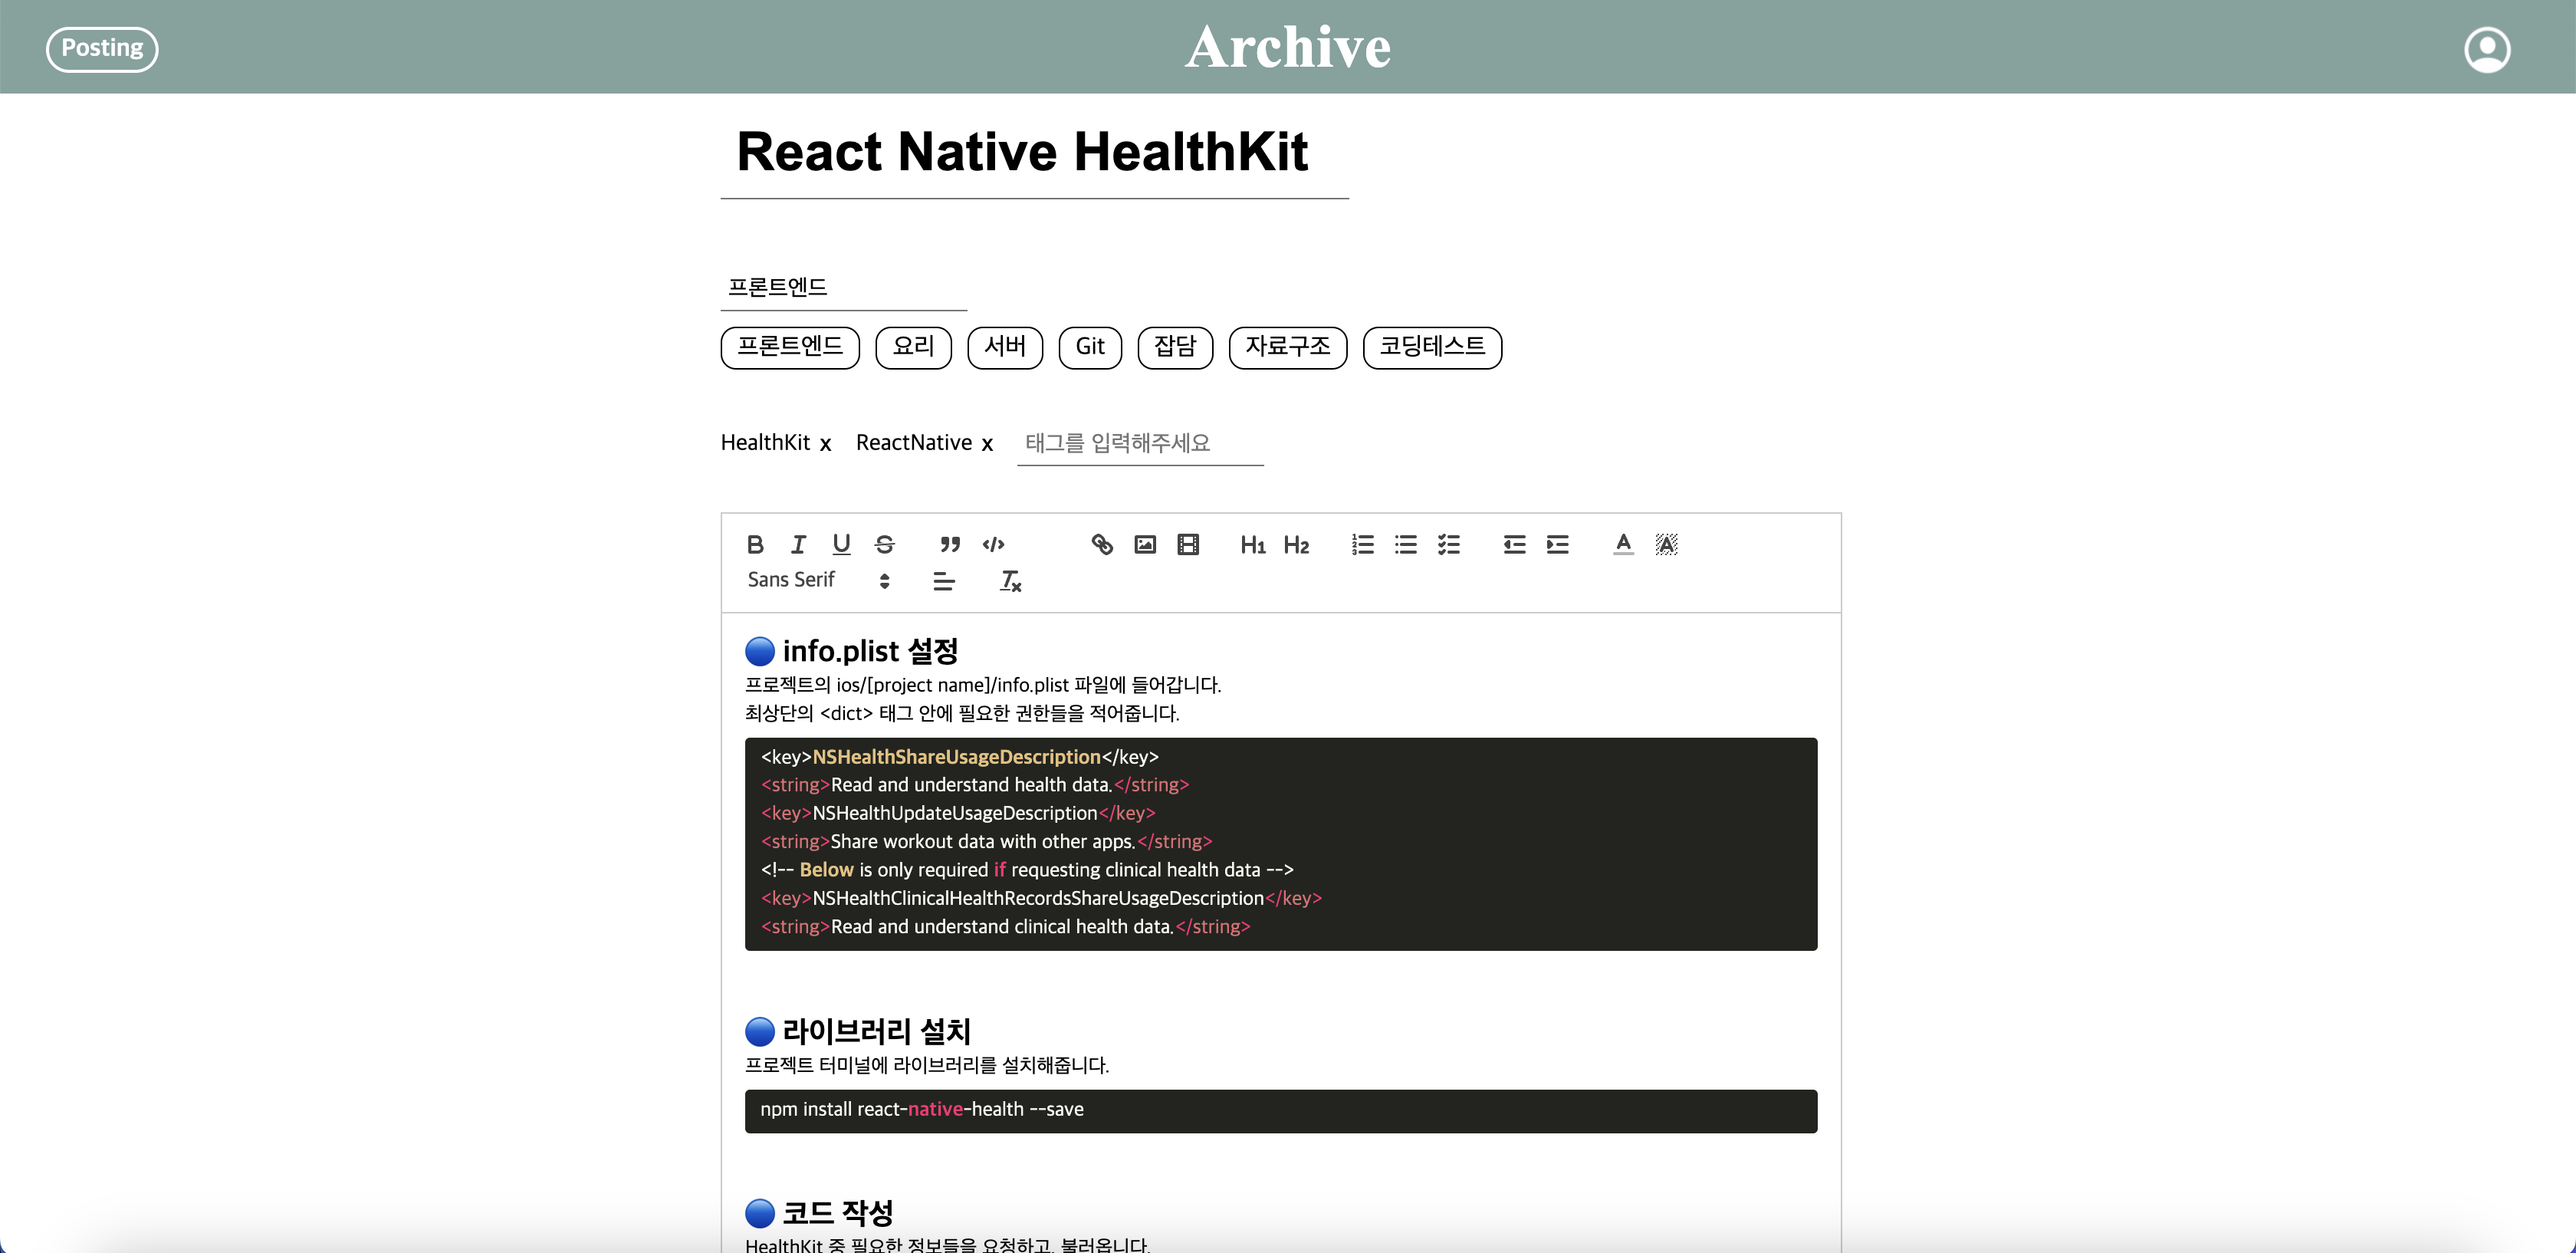 Posting
Archive
React Native HealthKit
프론트엔드
프론트엔드 요리 서버 Git 잡담 자료구조 코딩테스트
HealthKit x ReactNative x 태그를 입력해주세요
H1 H2
Sans Serif
info.plist 설정
프로젝트의 ios/[project name]/info.plist 파일에 들어갑니다.
최상단의 <dict> 태그 안에 필요한 권한들을 적어줍니다.
<key>NSHealthShareUsageDescription</key>
<string>Read and understand health data.</string>
<key>NSHealthUpdateUsageDescription</key>
<string>Share workout data with other apps.</string>
<!-- Below is only required if requesting clinical health data -->
<key>NSHealthClinicalHealthRecordsShareUsageDescription</key>
<string>Read and understand clinical health data.</string>
라이브러리 설치
프로젝트 터미널에 라이브러리를 설치해줍니다.
npm install react-native-health --save
코드 작성
HealthKit 중 필요한 정보들을 요청하고, 불러옵니다.